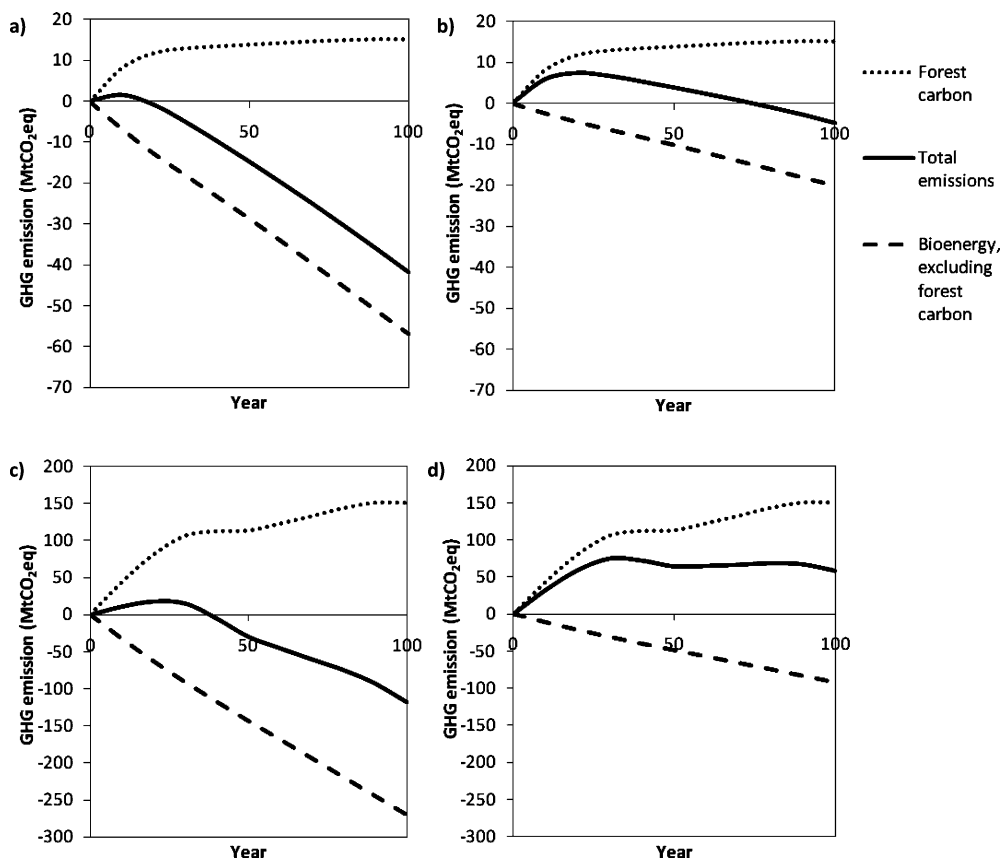 a)
20
10
0
-10
-20
-30
-40
-50
-60
-70
0
50
100
GHG emission (MtCO₂eq)
Year
b)
20
10
0
-10
-20
-30
-40
-50
-60
-70
0
50
100
GHG emission (MtCO₂eq)
Year
Forest
carbon
Total
emissions
Bioenergy,
excluding
forest
carbon
c)
200
150
100
50
0
-50
-100
-150
-200
-250
-300
0
50
100
GHG emission (MtCO₂eq)
Year
d)
200
150
100
50
0
-50
-100
-150
-200
-250
-300
0
50
100
GHG emission (MtCO₂eq)
Year